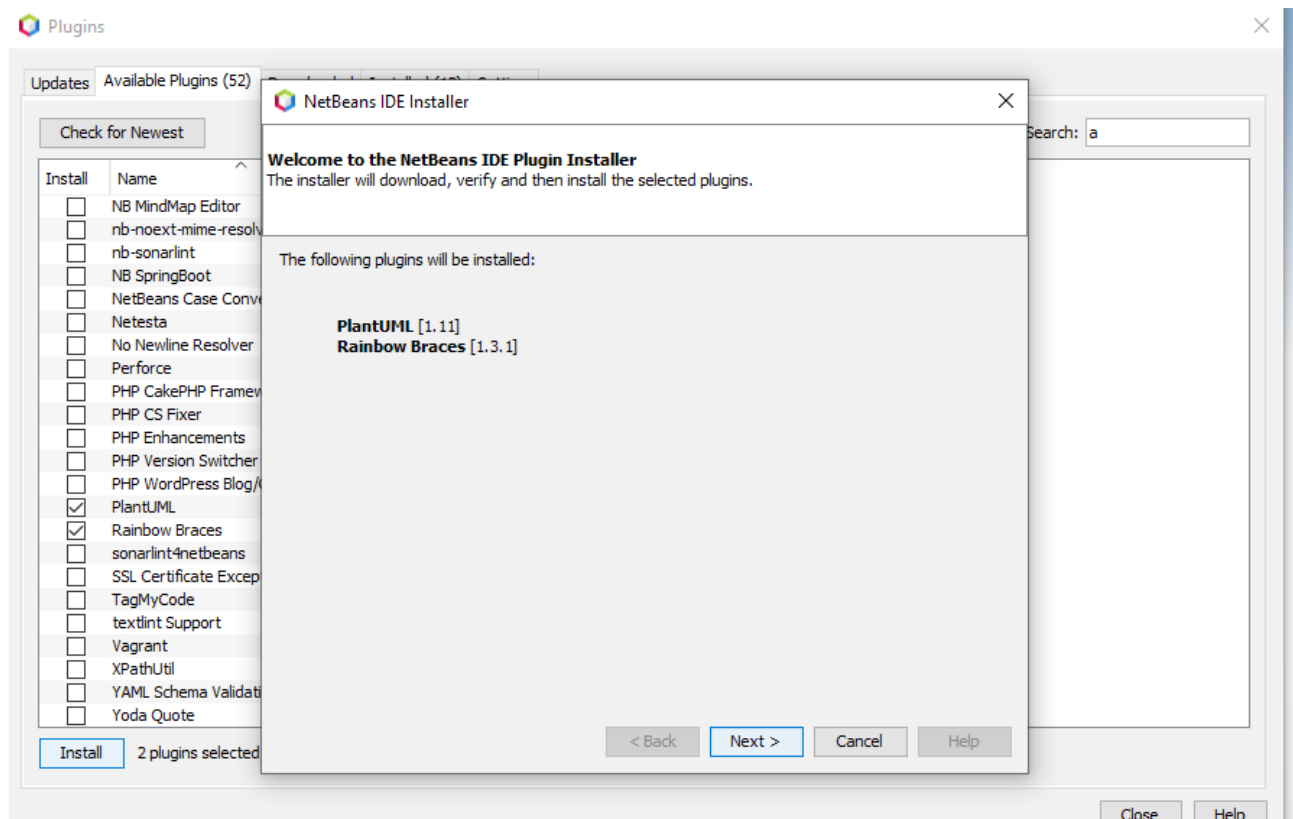 Plugins
Updates
Available Plugins (52)
NetBeans IDE Installer
Check for Newest
Search: a
Welcome to the NetBeans IDE Plugin Installer
The installer will download, verify and then install the selected plugins.
Install Name
NB MindMap Editor
nb-noext-mime-resolv
nb-sonarlint
The following plugins will be installed:
NB SpringBoot
NetBeans Case Conve
Netesta
PlantUML [1.11]
No Newline Resolver
Rainbow Braces [1.3.1]
Perforce
PHP CakePHP Framew
PHP CS Fixer
PHP Enhancements
PHP Version Switcher
PHP WordPress Blog/
PlantUML
Rainbow Braces
sonarlint4netbeans
SSL Certificate Excep
TagMyCode
textlint Support
Vagrant
XPathUtil
YAML Schema Validati
Yoda Quote
< Back Next > Cancel Help
Install 2 plugins selected
Close Help